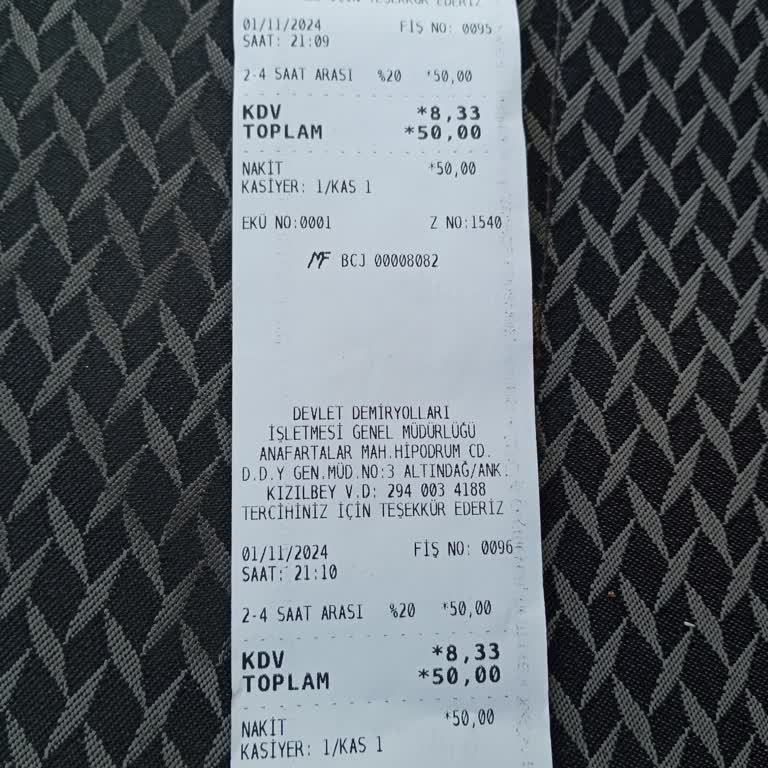 İÇİN TEŞEKKÜR EDERİZ
01/11/2024 FİŞ NO: 0095
SAAT: 21:09
2-4 SAAT ARASI %20 *50,00
KDV *8,33
TOPLAM *50,00
NAKİT *50,00
KASİYER: 1/KAS 1
EKÜ NO:0001 Z NO:1540
MF BCJ 00008082
DEVLET DEMİRYOLLARI
İŞLETMESİ GENEL MÜDÜRLÜĞÜ
ANAFARTALAR MAH.HİPODRUM CD.
D.D.Y GEN.MÜD.NO:3 ALTINDAĞ/ANK.
KIZILBEY V.D: 294 003 4188
TERCİHİNİZ İÇİN TEŞEKKÜR EDERİZ
01/11/2024 FİŞ NO: 0096
SAAT: 21:10
2-4 SAAT ARASI %20 *50,00
KDV *8,33
TOPLAM *50,00
NAKİT *50,00
KASİYER: 1/KAS 1